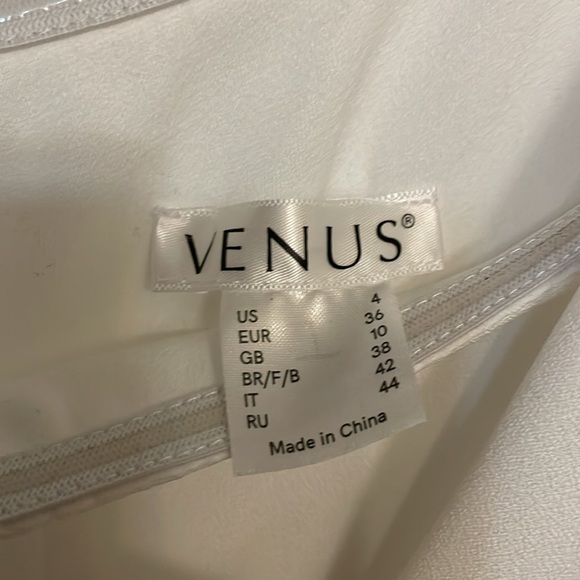 VENUS®
US 4
EUR 36
GB 10
BR/F/B 38
IT 42
RU 44
Made in China